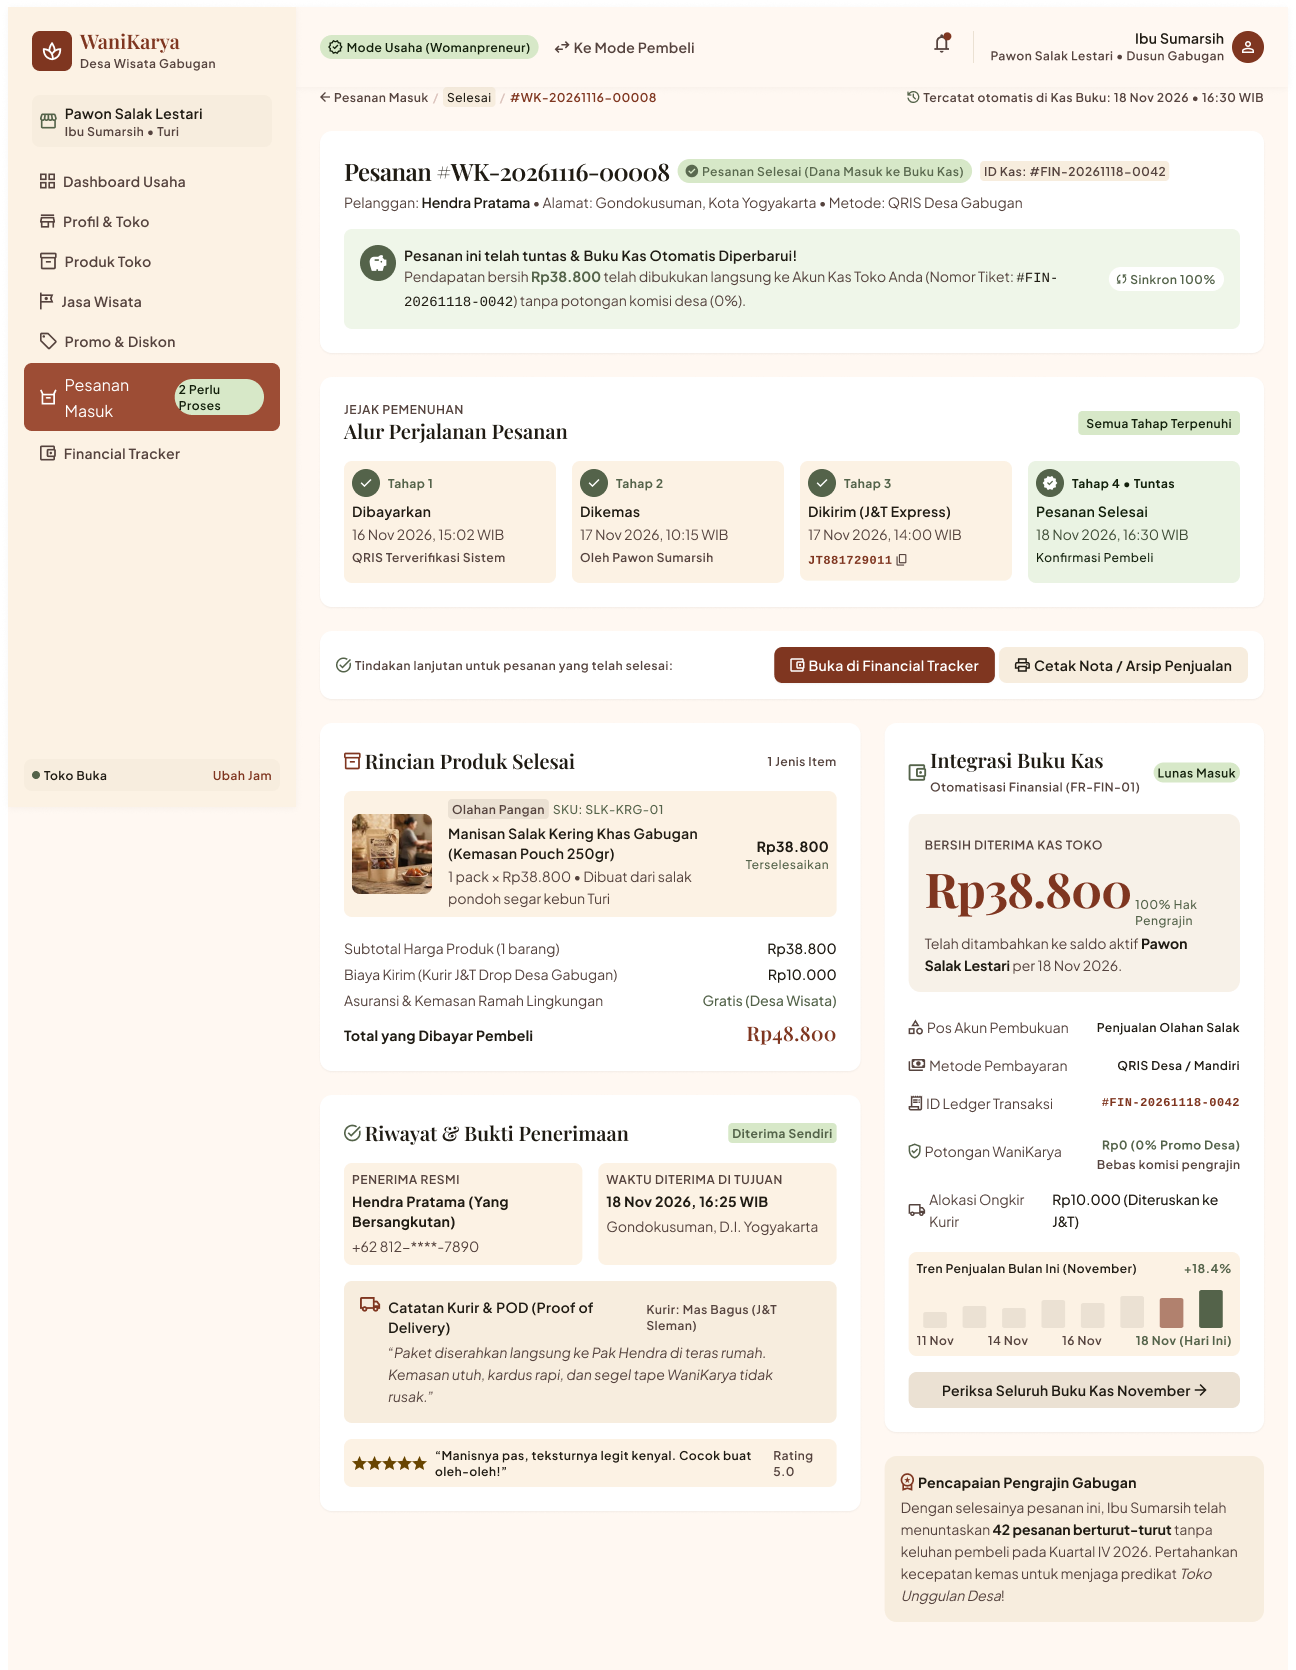 WaniKarya
Desa Wisata Gabungan
Pawon Salak Lestari
Ibu Sumarsih • Turi
Dashboard Usaha
Profil & Toko
Produk Toko
Jasa Wisata
Promo & Diskon
Pesanan
Masuk
2 Perlu
Proses
Financial Tracker
Toko Buka
Ubah Jam
Mode Usaha (Womanpreneur)
Ke Mode Pembeli
Ibu Sumarsih
Pawon Salak Lestari • Dusun Gabugan
Pesanan Masuk / Selesai / #WK-20261116-00008
Tercatat otomatis di Kas Buku: 18 Nov 2026 • 16:30 WIB
Pesanan #WK-20261116-00008
Pesanan Selesai (Dana Masuk ke Buku Kas)
ID Kas: #FIN-20261118-0042
Pelanggan: Hendra Pratama • Alamat: Gondokusuman, Kota Yogyakarta • Metode: QRIS Desa Gabugan
Pesanan ini telah tuntas & Buku Kas Otomatis Diperbarui!
Pendapatan bersih Rp38.800 telah dibukukan langsung ke Akun Kas Toko Anda (Nomor Tiket: #FIN-
20261118-0042) tanpa potongan komisi desa (0%).
Sinkron 100%
JEJAK PEMENUHAN
Alur Perjalanan Pesanan
Semua Tahap Terpenuhi
Tahap 1
Dibayarkan
16 Nov 2026, 15:02 WIB
QRIS Terverifikasi Sistem
Tahap 2
Dikemas
17 Nov 2026, 10:15 WIB
Oleh Pawon Sumarsih
Tahap 3
Dikirim (J&T Express)
17 Nov 2026, 14:00 WIB
JT881729011
Tahap 4 • Tuntas
Pesanan Selesai
18 Nov 2026, 16:30 WIB
Konfirmasi Pembeli
Tindakan lanjutan untuk pesanan yang telah selesai:
Buka di Financial Tracker
Cetak Nota / Arsip Penjualan
Rincian Produk Selesai
1 Jenis Item
Olahan Pangan
SKU: SLK-KRG-01
Manisan Salak Kering Khas Gabugan
(Kemasan Pouch 250gr)
1 pack × Rp38.800 • Dibuat dari salak
pondoh segar kebun Turi
Rp38.800
Terselesaikan
Subtotal Harga Produk (1 barang)
Rp38.800
Biaya Kirim (Kurir J&T Drop Desa Gabugan)
Rp10.000
Asuransi & Kemasan Ramah Lingkungan
Gratis (Desa Wisata)
Total yang Dibayar Pembeli
Rp48.800
Riwayat & Bukti Penerimaan
Diterima Sendiri
PENERIMA RESMI
Hendra Pratama (Yang
Bersangkutan)
+62 812-****-7890
WAKTU DITERIMA DI TUJUAN
18 Nov 2026, 16:25 WIB
Gondokusuman, D.I. Yogyakarta
Catatan Kurir & POD (Proof of
Delivery)
Kurir: Mas Bagus (J&T
Sleman)
“Paket diserahkan langsung ke Pak Hendra di teras rumah.
Kemasan utuh, kardus rapi, dan segel tape WaniKarya tidak
rusak.”
“Manisnya pas, teksturnya legit kenyal. Cocok buat
oleh-oleh!”
Rating
5.0
Integrasi Buku Kas
Otomatisasi Finansial (FR-FIN-01)
Lunas Masuk
BERSIH DITERIMA KAS TOKO
Rp38.800
100% Hak
Pengrajin
Telah ditambahkan ke saldo aktif Pawon
Salak Lestari per 18 Nov 2026.
Pos Akun Pembukuan
Penjualan Olahan Salak
Metode Pembayaran
QRIS Desa / Mandiri
ID Ledger Transaksi
#FIN-20261118-0042
Potongan WaniKarya
Rp0 (0% Promo Desa)
Bebas komisi pengrajin
Alokasi Ongkir
Kurir
Rp10.000 (Diteruskan ke
J&T)
Tren Penjualan Bulan Ini (November)
+18.4%
11 Nov
14 Nov
16 Nov
18 Nov (Hari Ini)
Periksa Seluruh Buku Kas November
Pencapaian Pengrajin Gabugan
Dengan selesainya pesanan ini, Ibu Sumarsih telah
menuntaskan 42 pesanan berturut-turut tanpa
keluhan pembeli pada Kuartal IV 2026. Pertahankan
kecepatan kemas untuk menjaga predikat Toko
Unggulan Desa!